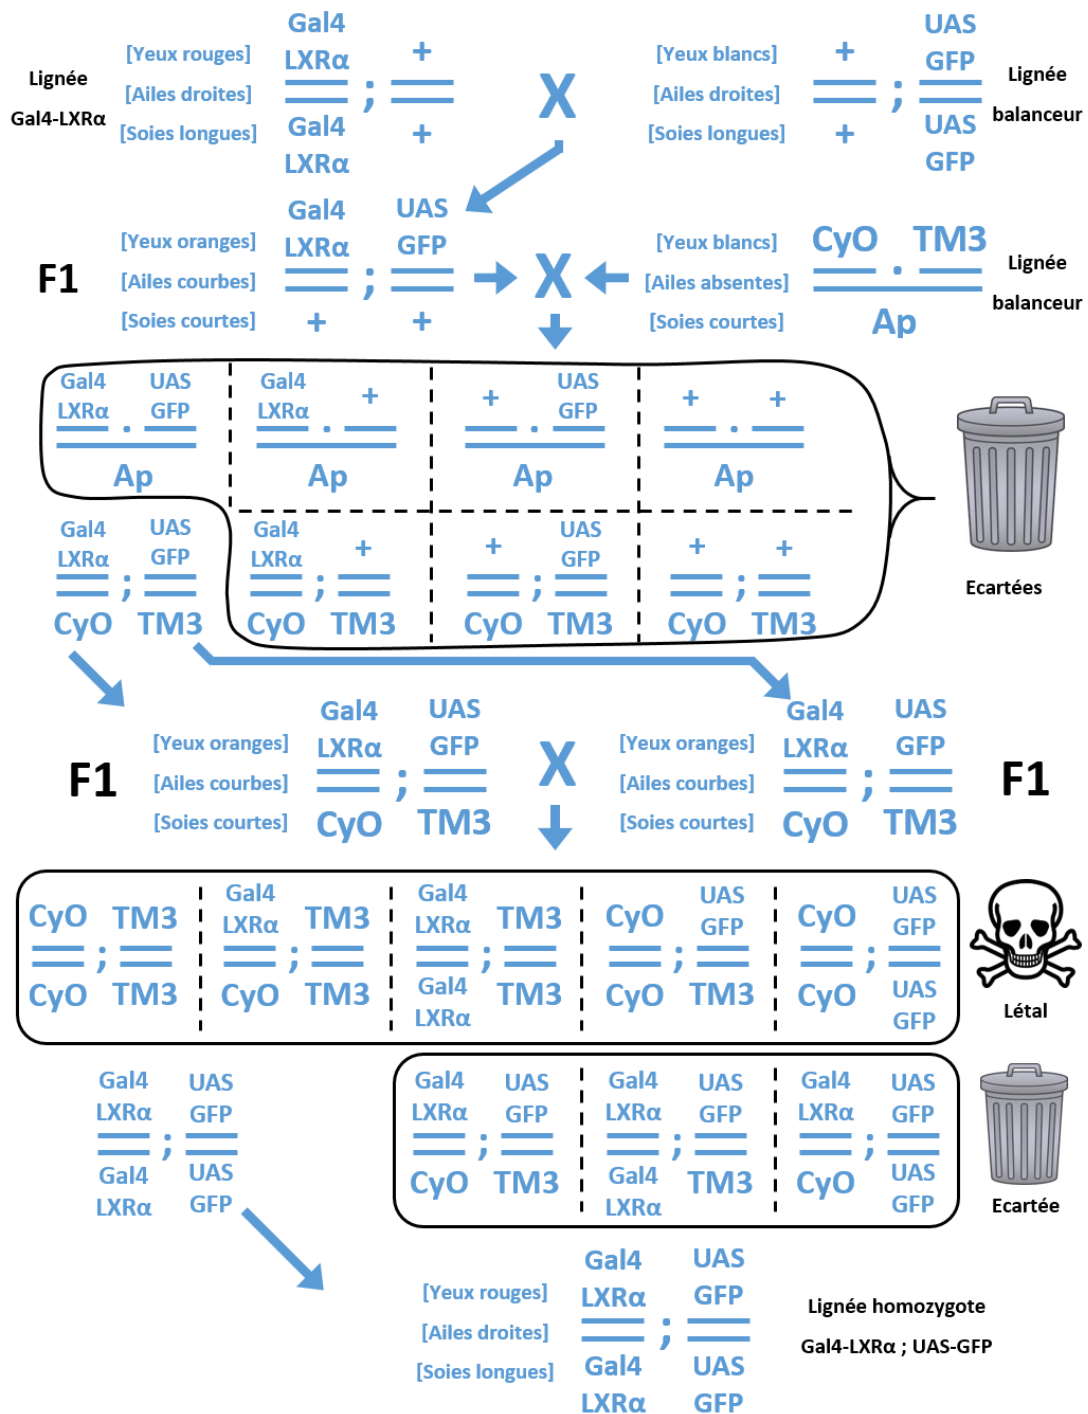 Gal4
UAS
[Yeux rouges] LXRα + [Yeux blancs] + GFP
Lignée
Gal4-LXRα
[Ailes droites] ; X [Ailes droites] ;
Lignée
balanceur
[Soies longues] Gal4 + [Soies longues] + UAS
LXRα GFP
Gal4 UAS
[Yeux oranges] LXRα GFP [Yeux blancs] CyO . TM3
F1 [Ailes courbes] ; X [Ailes absentes]
Lignée
balanceur
[Soies courtes] + + [Soies courtes] Ap
Gal4 UAS Gal4 + + UAS + +
LXRα . GFP LXRα . . GFP .
Ap Ap Ap Ap
Ecartées
Gal4 UAS Gal4 + + UAS + +
LXRα ; GFP LXRα ; ; GFP ;
CyO TM3 CyO TM3 CyO TM3 CyO TM3
Gal4 UAS Gal4 UAS
[Yeux oranges] LXRα GFP X [Yeux oranges] LXRα GFP
F1 [Ailes courbes] ; [Ailes courbes] ; F1
[Soies courtes] CyO TM3 [Soies courtes] CyO TM3
Gal4 Gal4 UAS UAS
CyO TM3 LXRα TM3 LXRα TM3 CyO GFP CyO GFP
; ; ; ; ;
CyO TM3 CyO TM3 Gal4 TM3 CyO TM3 CyO UAS
LXRα GFP
Létal
Gal4 UAS Gal4 UAS Gal4 UAS Gal4 UAS
LXRα GFP LXRα GFP LXRα GFP LXRα GFP
; ; ; ;
Gal4 UAS CyO TM3 Gal4 TM3 CyO UAS
LXRα GFP LXRα GFP
Ecartée
Gal4 UAS
[Yeux rouges] LXRα GFP
[Ailes droites] ;
[Soies longues] Gal4 UAS
LXRα GFP
Lignée homozygote
Gal4-LXRα ; UAS-GFP